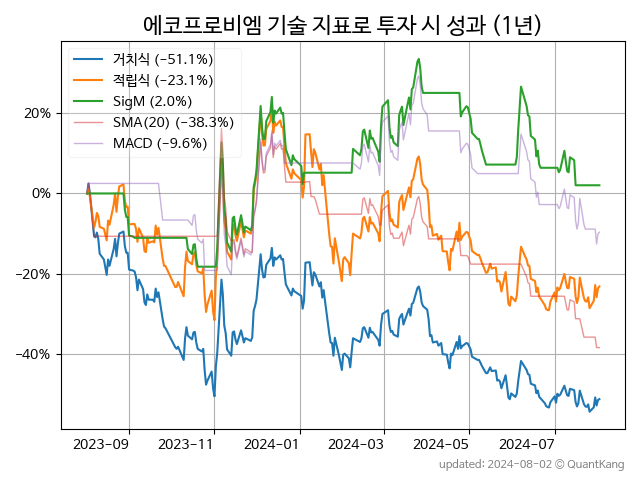 에코프로비엠 기술 지표로 투자 시 성과 (1년)
거치식 (−51.1%)
적립식 (−23.1%)
SigM (2.0%)
SMA(20) (−38.3%)
MACD (−9.6%)
20%
0%
−20%
−40%
2023-09 2023-11 2024-01 2024-03 2024-05 2024-07
updated: 2024-08-02 @ QuantKang